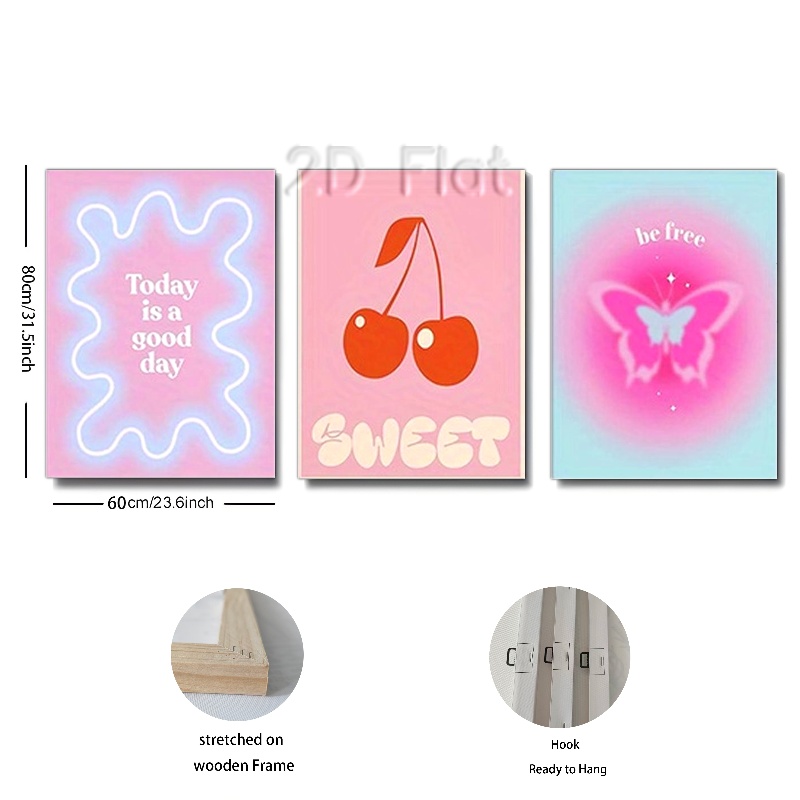 2D Flat
80cm/31.5inch
Today
is a
good
day
SWEET
be free
60cm/23.6inch
stretched on
wooden Frame
Hook
Ready to Hang